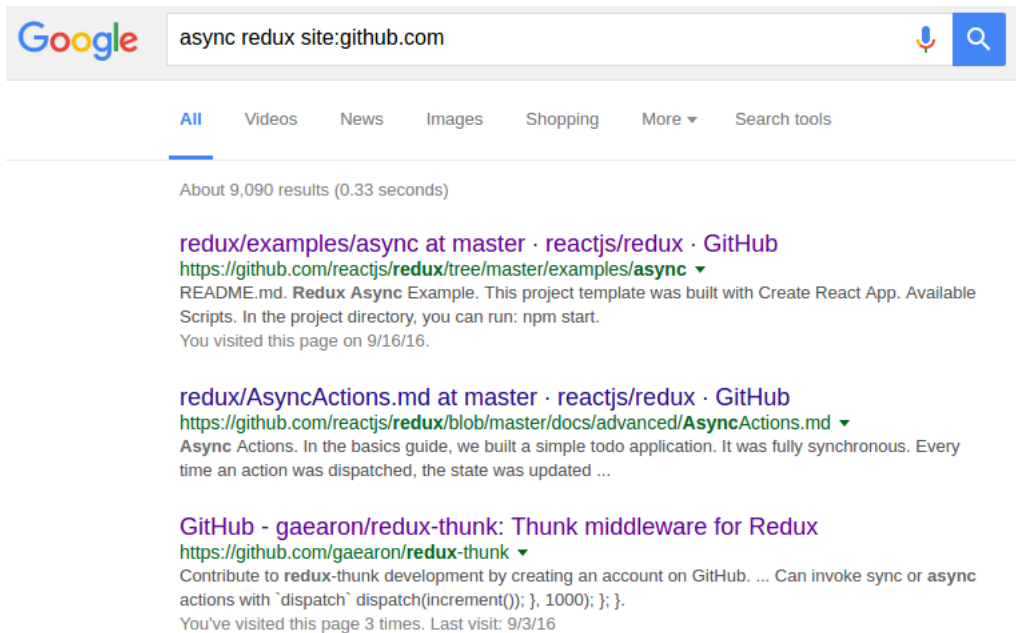 Google
async redux site:github.com
All Videos News Images Shopping More Search tools
About 9,090 results (0.33 seconds)
redux/examples/async at master · reactjs/redux · GitHub
https://github.com/reactjs/redux/tree/master/examples/async
README.md. Redux Async Example. This project template was built with Create React App. Available
Scripts. In the project directory, you can run: npm start.
You visited this page on 9/16/16.
redux/AsyncActions.md at master · reactjs/redux · GitHub
https://github.com/reactjs/redux/blob/master/docs/advanced/AsyncActions.md
Async Actions. In the basics guide, we built a simple todo application. It was fully synchronous. Every
time an action was dispatched, the state was updated ...
GitHub - gaearon/redux-thunk: Thunk middleware for Redux
https://github.com/gaearon/redux-thunk
Contribute to redux-thunk development by creating an account on GitHub. ... Can invoke sync or async
actions with `dispatch` dispatch(increment()); }, 1000); }; }.
You've visited this page 3 times. Last visit: 9/3/16